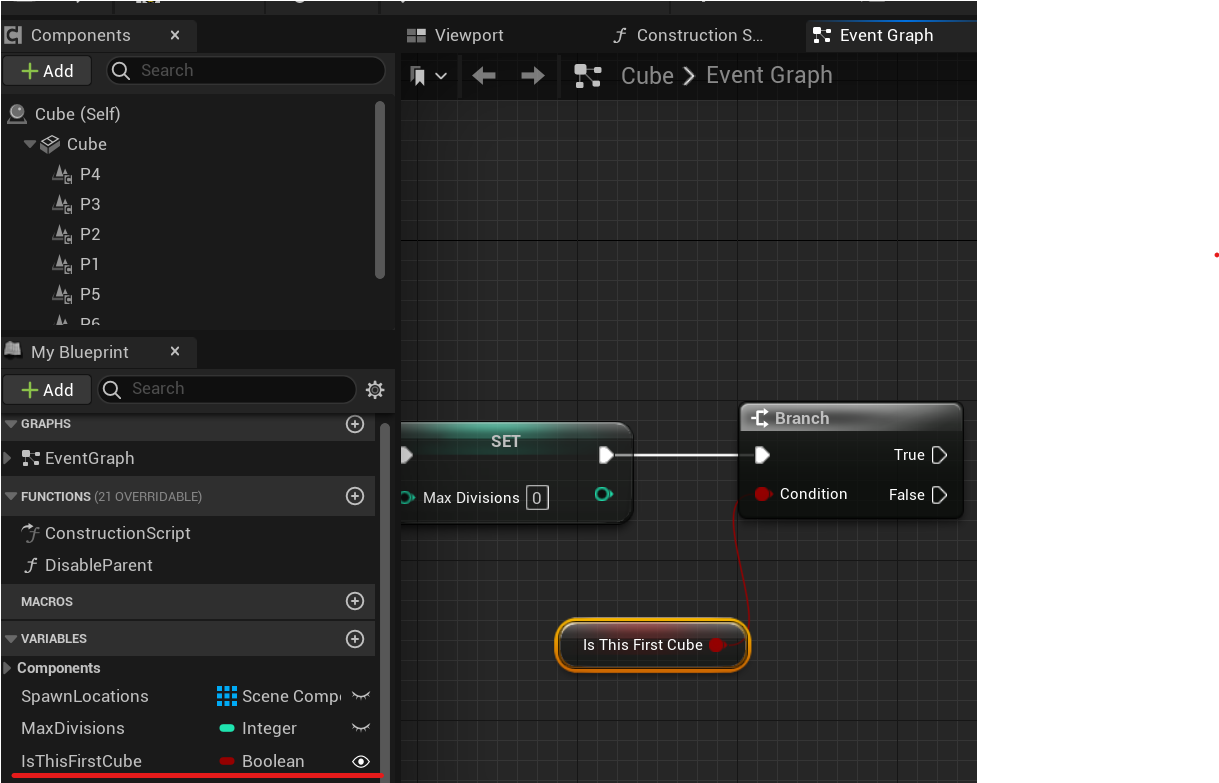 Components
Add
Search
Cube (Self)
Cube
P4
P3
P2
P1
P5
P6
My Blueprint
Add
Search
GRAPHS
EventGraph
FUNCTIONS (21 OVERRIDABLE)
ConstructionScript
DisableParent
MACROS
VARIABLES
Components
SpawnLocations Scene Comp
MaxDivisions Integer
IsThisFirstCube Boolean
Viewport Construction S... Event Graph
Cube > Event Graph
SET
Max Divisions 0
Branch
True
Condition False
Is This First Cube